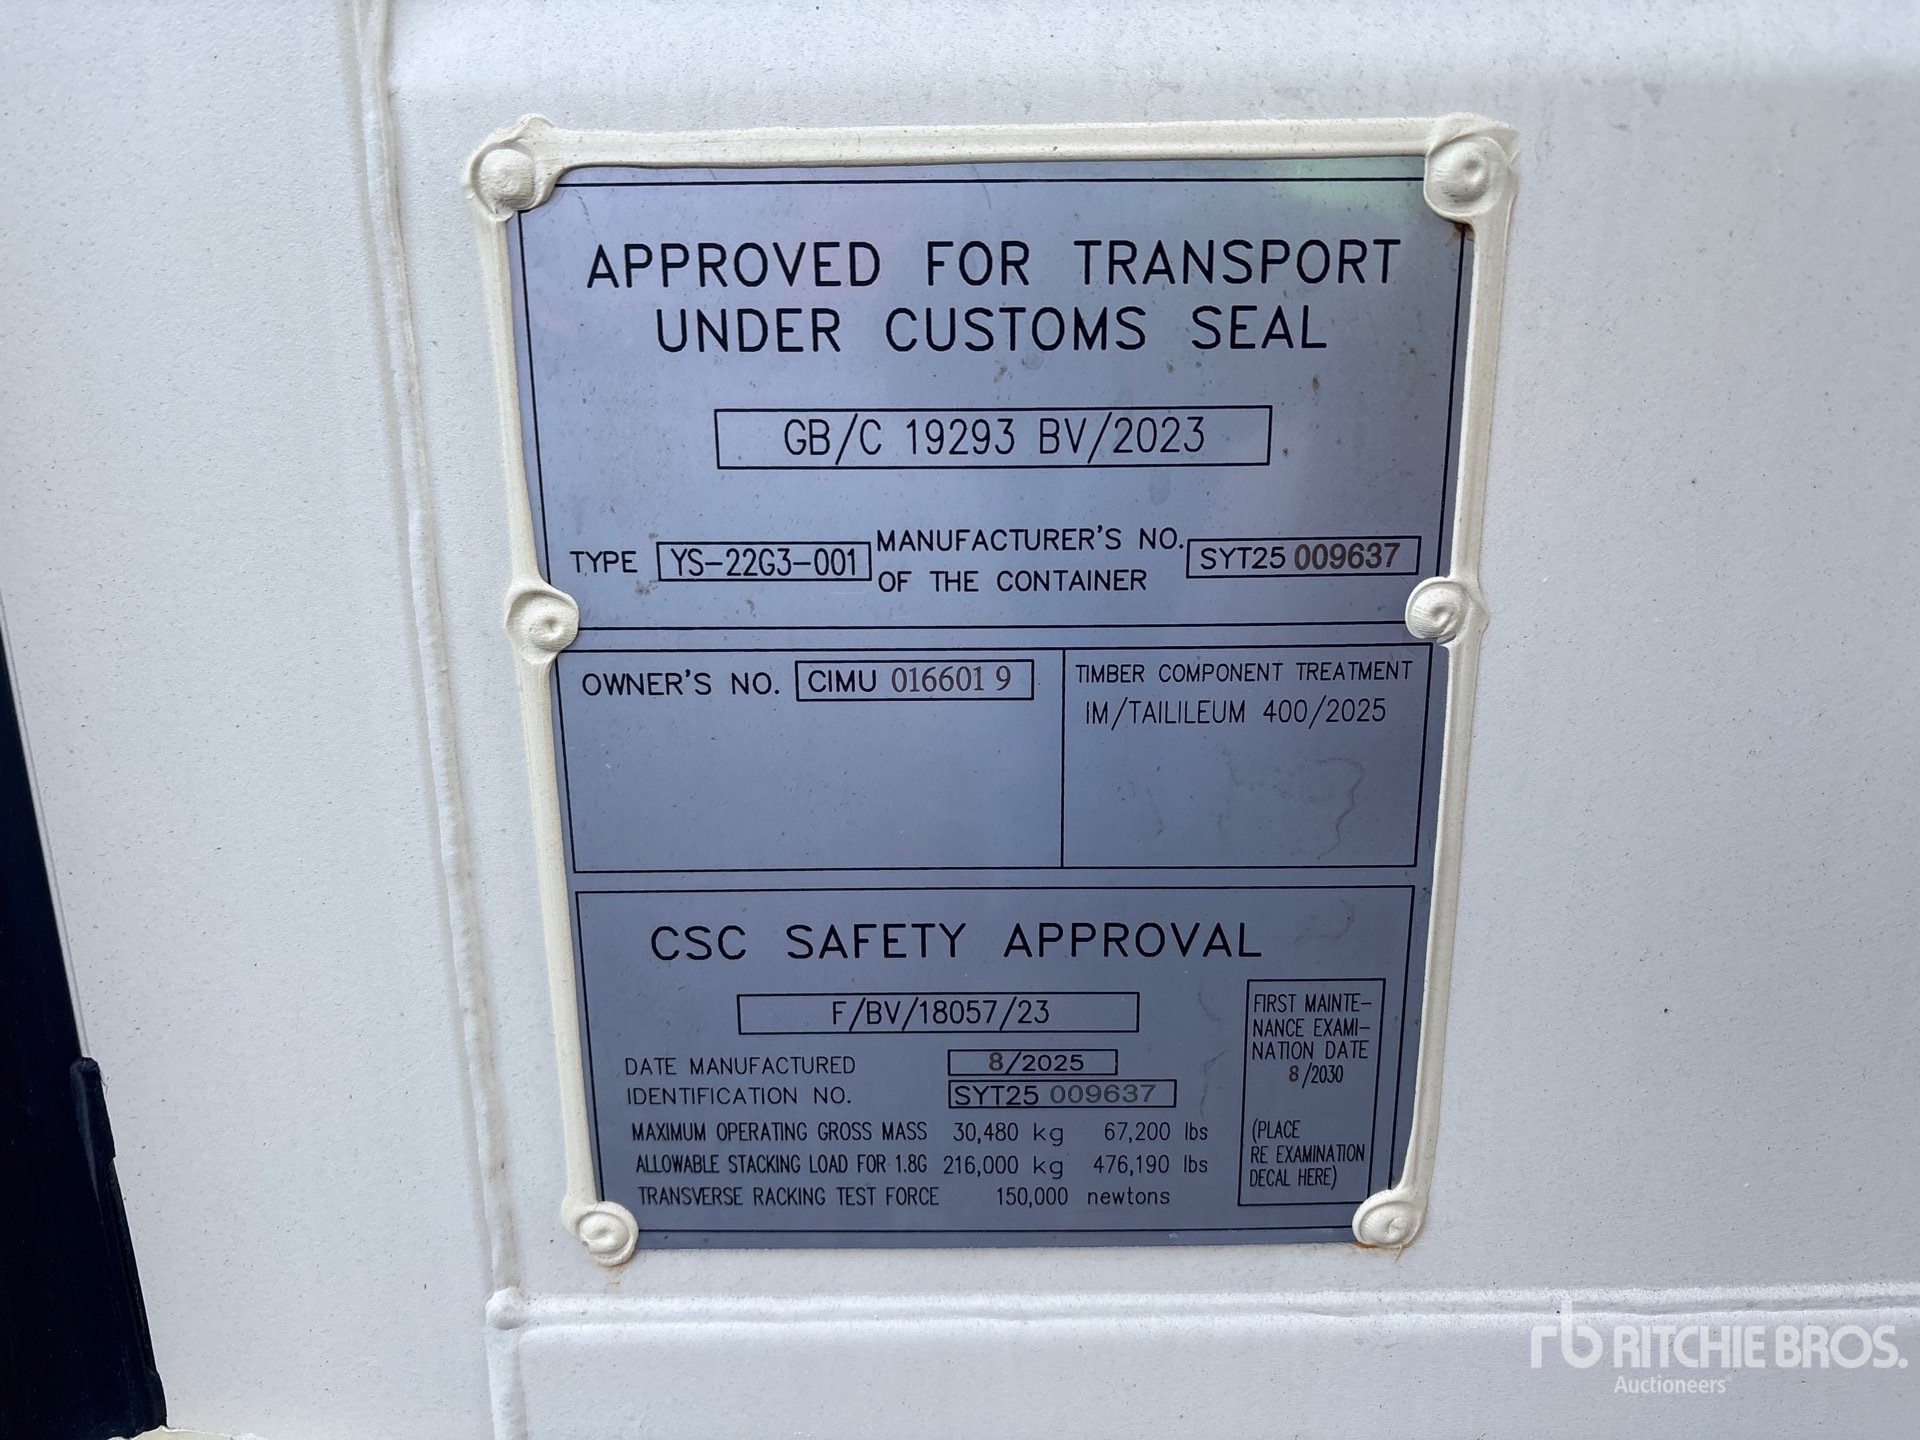 APPROVED FOR TRANSPORT
UNDER CUSTOMS SEAL
GB/C 19293 BV/2023
TYPE YS-22G3-001
MANUFACTURER'S NO.
OF THE CONTAINER
SYT25 009637
OWNER'S NO. CIMU 016601 9
TIMBER COMPONENT TREATMENT
IM/TAILILEUM 400/2025
CSC SAFETY APPROVAL
F/BV/18057/23
DATE MANUFACTURED 8/2025
IDENTIFICATION NO. SYT25 009637
MAXIMUM OPERATING GROSS MASS 30,480 kg 67,200 lbs
ALLOWABLE STACKING LOAD FOR 1.8G 216,000 kg 476,190 lbs
TRANSVERSE RACKING TEST FORCE 150,000 newtons
FIRST MAINTE-
NANCE EXAMI-
NATION DATE
8/2030
(PLACE
RE EXAMINATION
DECAL HERE)
rb RITCHIE BROS.
Auctioneers